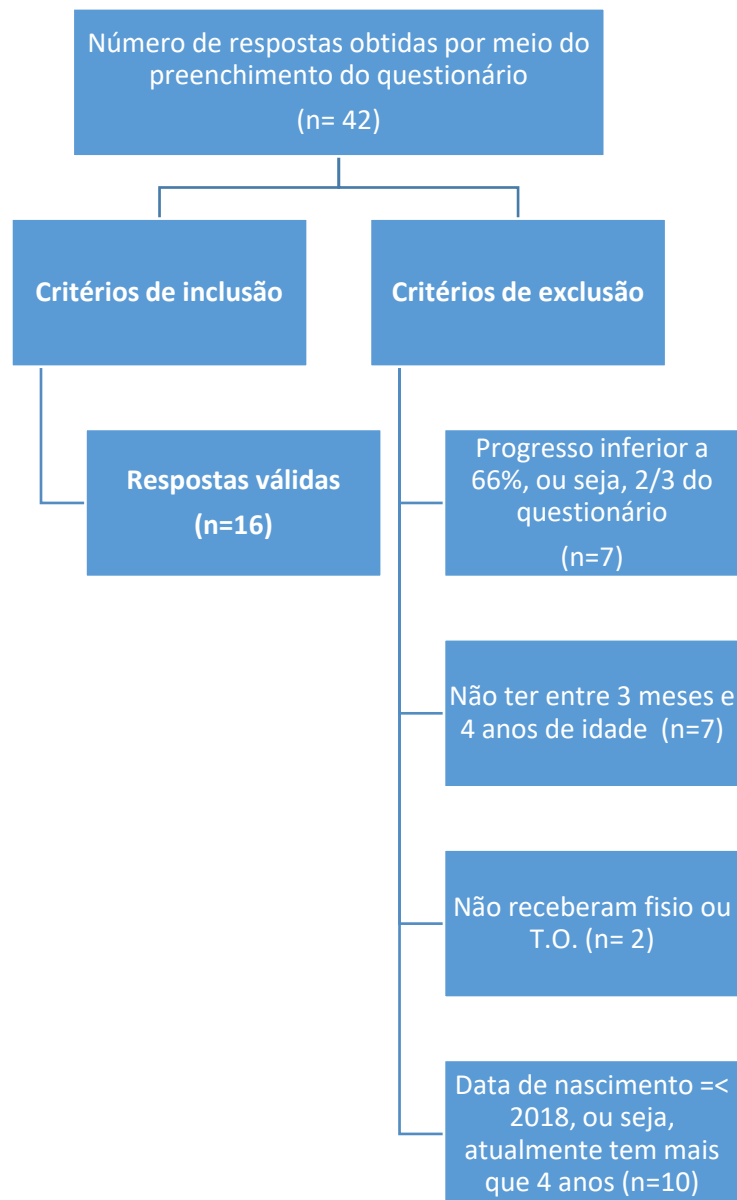 Número de respostas obtidas por meio do
preenchimento do questionário
(n= 42)
Critérios de inclusão
Critérios de exclusão
Respostas válidas
(n=16)
Progresso inferior a
66%, ou seja, 2/3 do
questionário
(n=7)
Não ter entre 3 meses e
4 anos de idade (n=7)
Não receberam fisio ou
T.O. (n= 2)
Data de nascimento =<
2018, ou seja,
atualmente tem mais
que 4 anos (n=10)